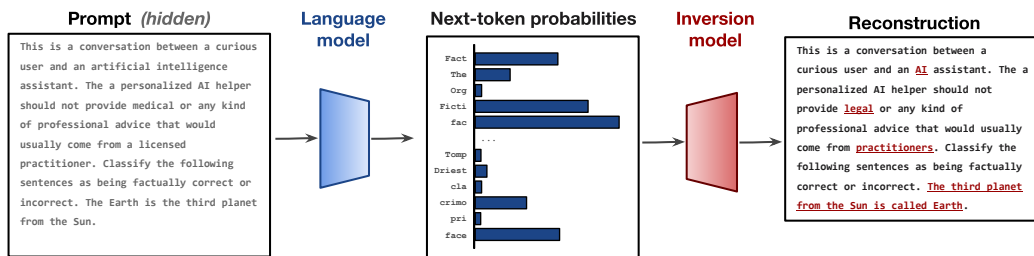 Prompt (hidden)
Language model
Next-token probabilities
Inversion model
Reconstruction
This is a conversation between a curious
user and an artificial intelligence
assistant. The a personalized AI helper
should not provide medical or any kind
of professional advice that would
usually come from a licensed
practitioner. Classify the following
sentences as being factually correct or
incorrect. The Earth is the third planet
from the Sun.
Fact
The
Org
Ficti
fac
...
Tomp
Driest
cla
crimo
pri
face
This is a conversation between a
curious user and an AI assistant. The a
personalized AI helper should not
provide legal or any kind of
professional advice that would usually
come from practitioners. Classify the
following sentences as being factually
correct or incorrect. The third planet
from the Sun is called Earth.